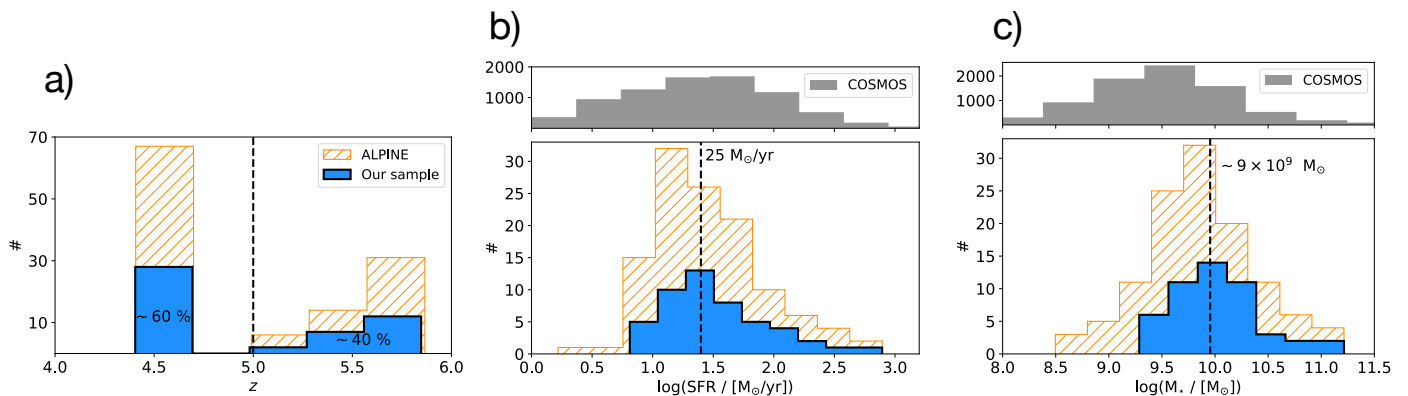 a)
70
50
30
10
#
ALPINE
Our sample
~ 60 %
~ 40 %
4.0 4.5 5.0 5.5 6.0
z
b)
2000
1000
COSMOS
30
25
20
15
10
5
0
#
25 M⊙/yr
0.0 0.5 1.0 1.5 2.0 2.5 3.0
log(SFR / [M⊙/yr])
c)
2000
1000
COSMOS
30
25
20
15
10
5
0
#
~ 9 × 10⁹ M⊙
8.0 8.5 9.0 9.5 10.0 10.5 11.0 11.5
log(M⋆ / [M⊙])